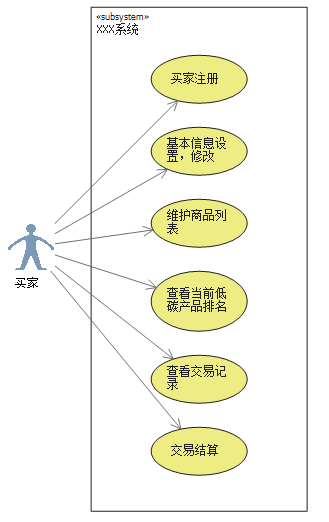 «subsystem»
XXX系统
买家注册
基本信息设
置，修改
维护商品列
表
买家
查看当前低
碳产品排名
查看交易记
录
交易结算